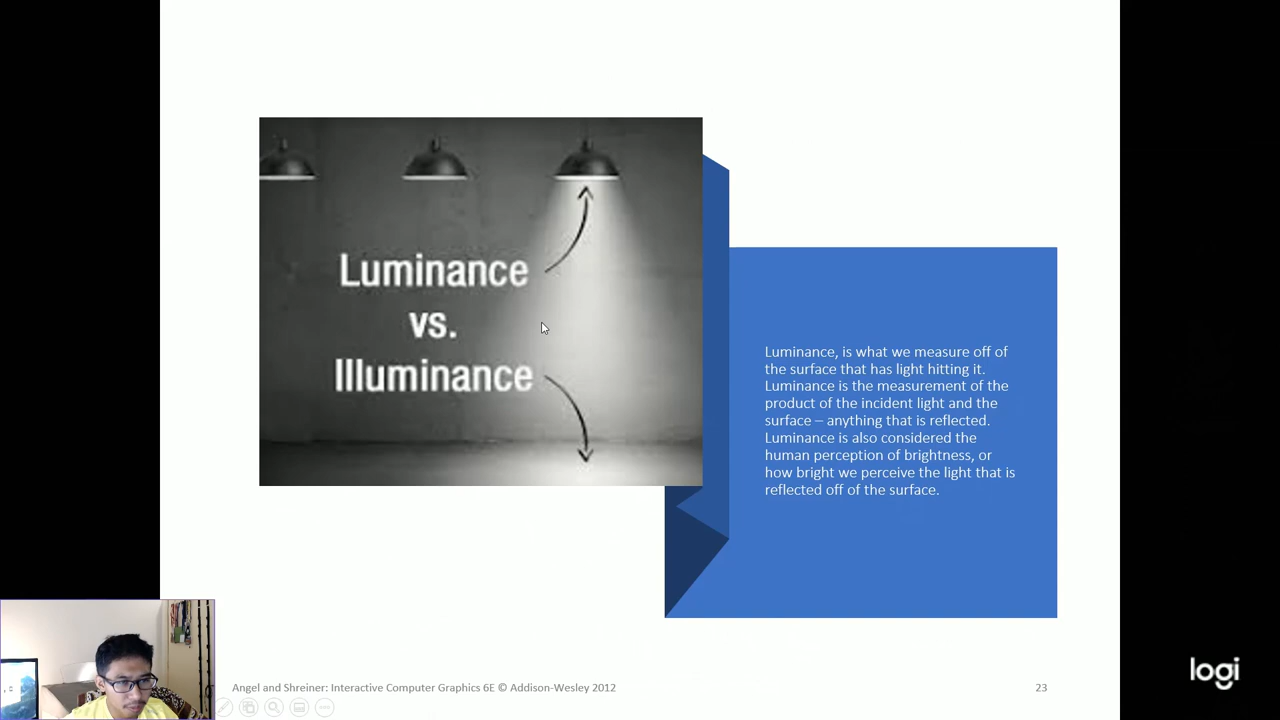 Luminance
vs.
Illuminance
Luminance, is what we measure off of
the surface that has light hitting it.
Luminance is the measurement of the
product of the incident light and the
surface – anything that is reflected.
Luminance is also considered the
human perception of brightness, or
how bright we perceive the light that is
reflected off of the surface.
Angel and Shreiner: Interactive Computer Graphics 6E © Addison-Wesley 2012
23
logi